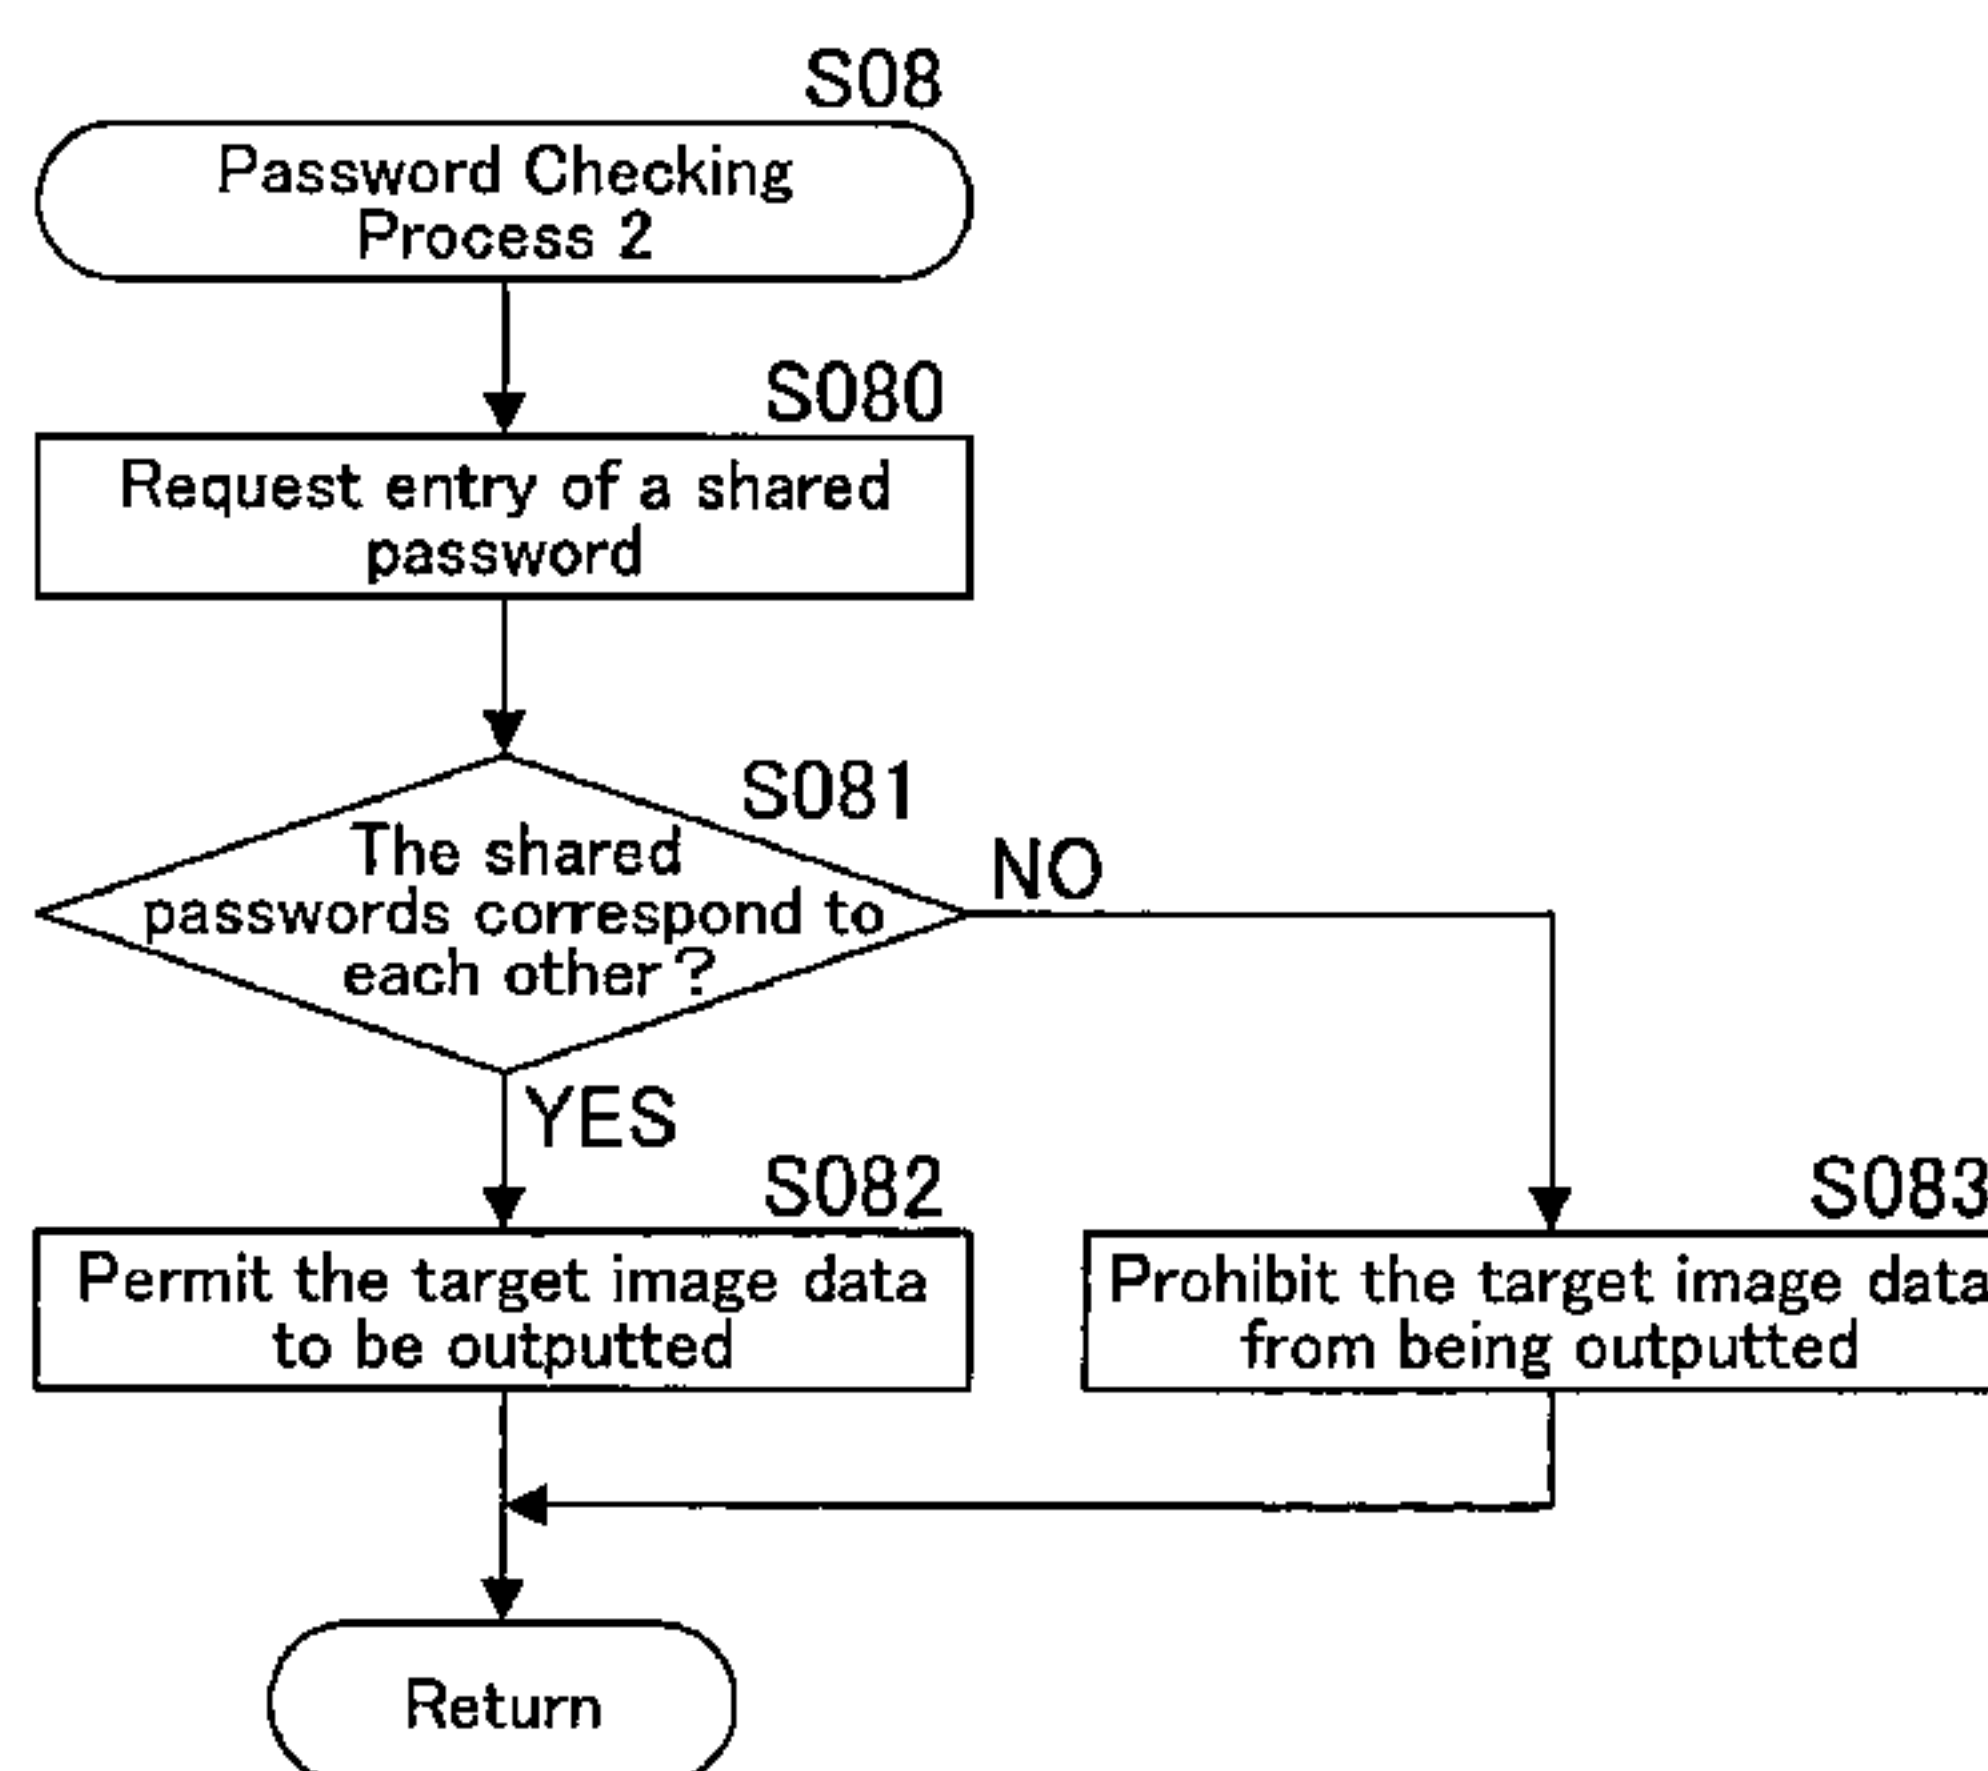 S08
Password Checking
Process 2
S080
Request entry of a shared
password
S081
The shared
passwords correspond to
each other?
NO
YES
S082
Permit the target image data
to be outputted
S083
Prohibit the target image data
from being outputted
Return